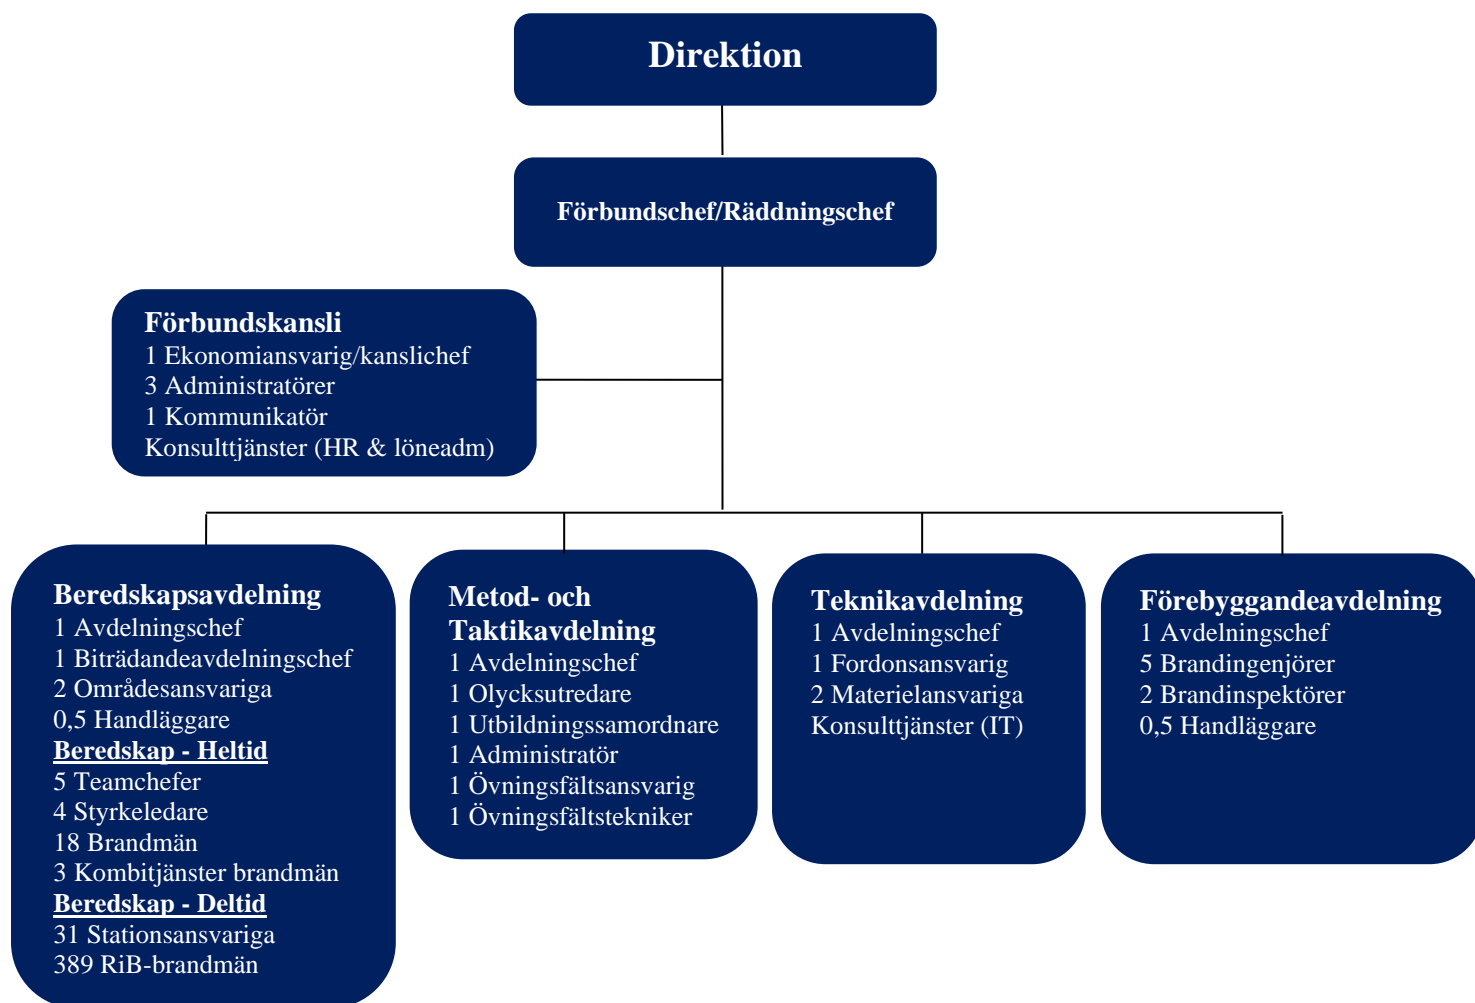 Direktion
Förbundschef/Räddningschef
Förbundskansli
1 Ekonomiansvarig/kanslichef
3 Administratörer
1 Kommunikatör
Konsulttjänster (HR & löneadm)
Beredskapsavdelning
1 Avdelningschef
1 Biträdandeavdelningschef
2 Områdesansvariga
0,5 Handläggare
Beredskap - Heltid
5 Teamchefer
4 Styrkeledare
18 Brandmän
3 Kombitjänster brandmän
Beredskap - Deltid
31 Stationsansvariga
389 RiB-brandmän
Metod- och
Taktikavdelning
1 Avdelningschef
1 Olycksutredare
1 Utbildningssamordnare
1 Administratör
1 Övningsfältsansvarig
1 Övningsfältstekniker
Teknikavdelning
1 Avdelningschef
1 Fordonsansvarig
2 Materielansvariga
Konsulttjänster (IT)
Förebyggandeavdelning
1 Avdelningschef
5 Brandingenjörer
2 Brandinspektörer
0,5 Handläggare